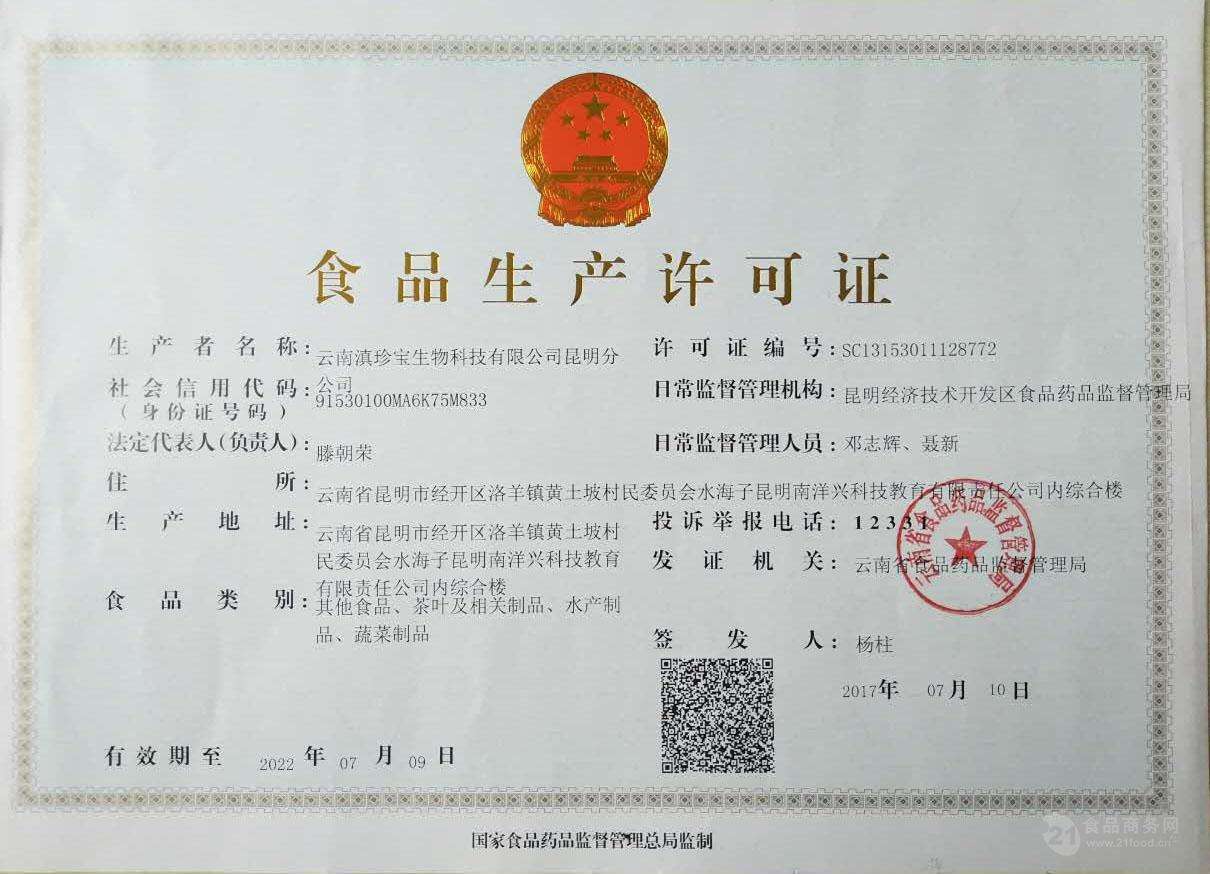 食品生产许可证
生产者名称：云南滇珍宝生物科技有限公司昆明分
公司
社会信用代码：91530100MA6K75M833
（身份证号码）
法定代表人（负责人）：滕朝荣
住所：云南省昆明市经开区洛羊镇黄土坡村民委员会水海子昆明南洋兴科技教育有限责任公司内综合楼
生产地址：云南省昆明市经开区洛羊镇黄土坡村
民委员会水海子昆明南洋兴科技教育
有限责任公司内综合楼
食品类别：其他食品、茶叶及相关制品、水产制
品、蔬菜制品
有效期至 2022 年 07 月 09 日
许可证编号：SC13153011128772
日常监督管理机构：昆明经济技术开发区食品药品监督管理局
日常监督管理人员：邓志辉、聂新
投诉举报电话：12331
发证机关：云南省食品药品监督管理局
云南省食品药品监督管理局
签发人：杨柱
2017年 07月 10日
国家食品药品监督管理总局监制
21食品商务网
www.21food.cn